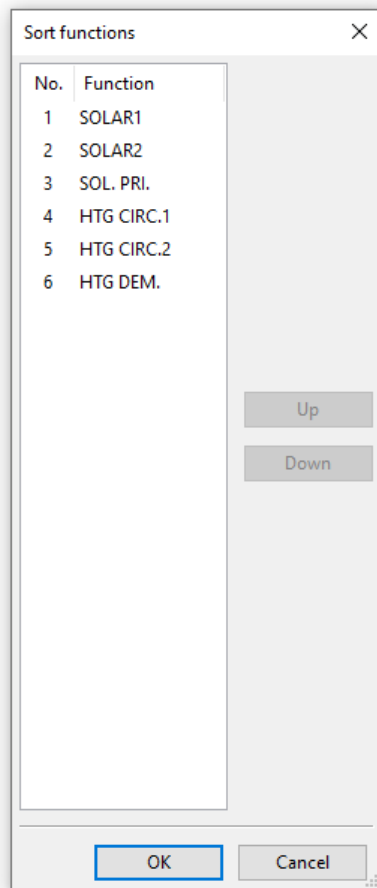 Sort functions
No. Function
1 SOLAR1
2 SOLAR2
3 SOL. PRI.
4 HTG CIRC.1
5 HTG CIRC.2
6 HTG DEM.
Up
Down
OK Cancel